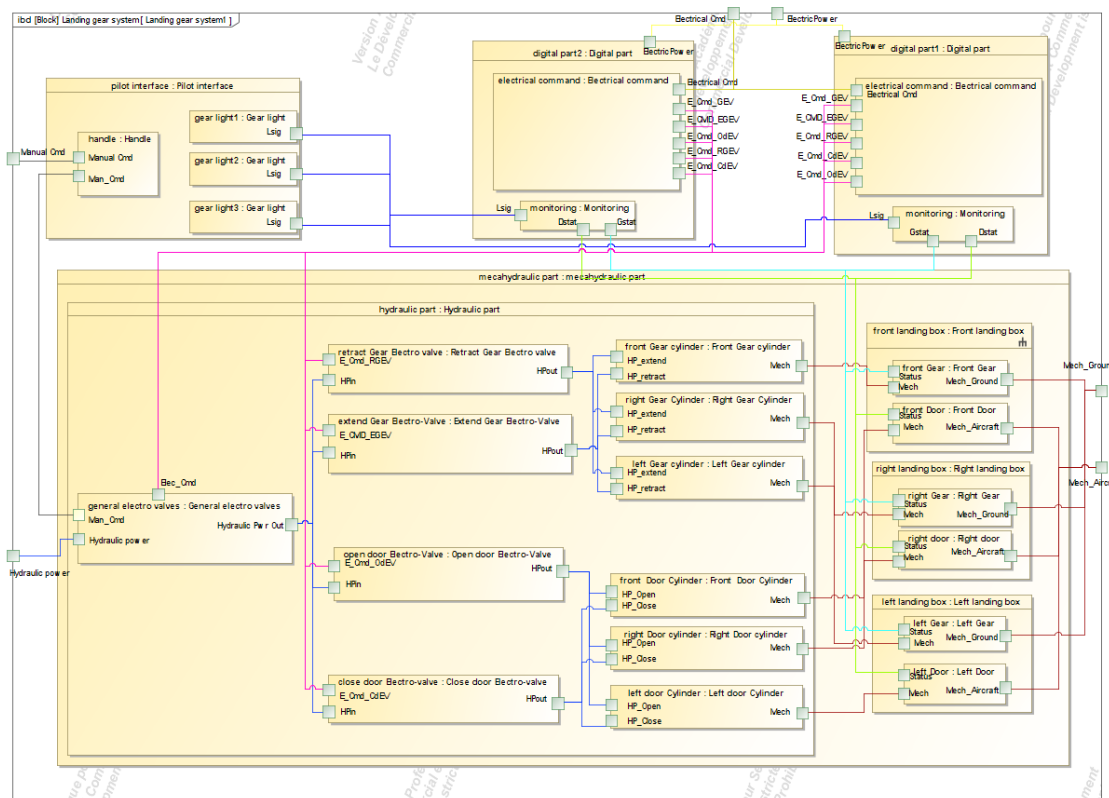 ibd [Block] Landing gear system[ Landing gear system1 ]
Electrical Cmd
ElectricPower
ElectricPower
ElectricPower
digital part2 : Digital part
digital part1 : Digital part
pilot interface : Pilot interface
electrical command : Electrical command
Electrical Cmd
E_Cmd_GEV
E_CMD_EGEV
E_Cmd_OdEV
E_Cmd_RGEV
E_Cmd_CdEV
electrical command : Electrical command
Electrical Cmd
E_Cmd_GEV
E_CMD_EGEV
E_Cmd_RGEV
E_Cmd_CdEV
E_Cmd_OdEV
gear light1 : Gear light
Lsig
handle : Handle
Manual Cmd
Manual Cmd
Man_Cmd
gear light2 : Gear light
Lsig
gear light3 : Gear light
Lsig
Lsig
monitoring : Monitoring
Dstat
Gstat
Lsig
monitoring : Monitoring
Gstat
Dstat
mecahydraulic part : mecahydraulic part
hydraulic part : Hydraulic part
retract Gear Electro valve : Retract Gear Electro valve
E_Cmd_RGEV
HPin
HPout
extend Gear Electro-Valve : Extend Gear Electro-Valve
E_CMD_EGEV
HPin
HPout
Elec_Cmd
general electro valves : General electro valves
Man_Cmd
Hydraulic Pwr Out
Hydraulic power
Hydraulic power
open door Electro-Valve : Open door Electro-Valve
E_Cmd_OdEV
HPin
HPout
close door Electro-valve : Close door Electro-valve
E_Cmd_CdEV
HPin
HPout
front Gear cylinder : Front Gear cylinder
HP_extend
HP_retract
Mech
right Gear Cylinder : Right Gear Cylinder
HP_extend
HP_retract
Mech
left Gear Cylinder : Left Gear cylinder
HP_extend
HP_retract
Mech
front Door Cylinder : Front Door Cylinder
HP_Open
HP_Close
Mech
right Door cylinder : Right Door cylinder
HP_Open
HP_Close
Mech
left door Cylinder : Left door Cylinder
HP_Open
HP_Close
Mech
front landing box : Front landing box
front Gear : Front Gear
Status
Mech
Mech_Ground
front Door : Front Door
Status
Mech
Mech_Aircraft
right landing box : Right landing box
right Gear : Right Gear
Status
Mech
Mech_Ground
right door : Right door
Status
Mech
Mech_Aircraft
left landing box : Left landing box
left Gear : Left Gear
Status
Mech
Mech_Ground
left Door : Left Door
Status
Mech
Mech_Aircraft
Mech_Grou
Mech_Airc